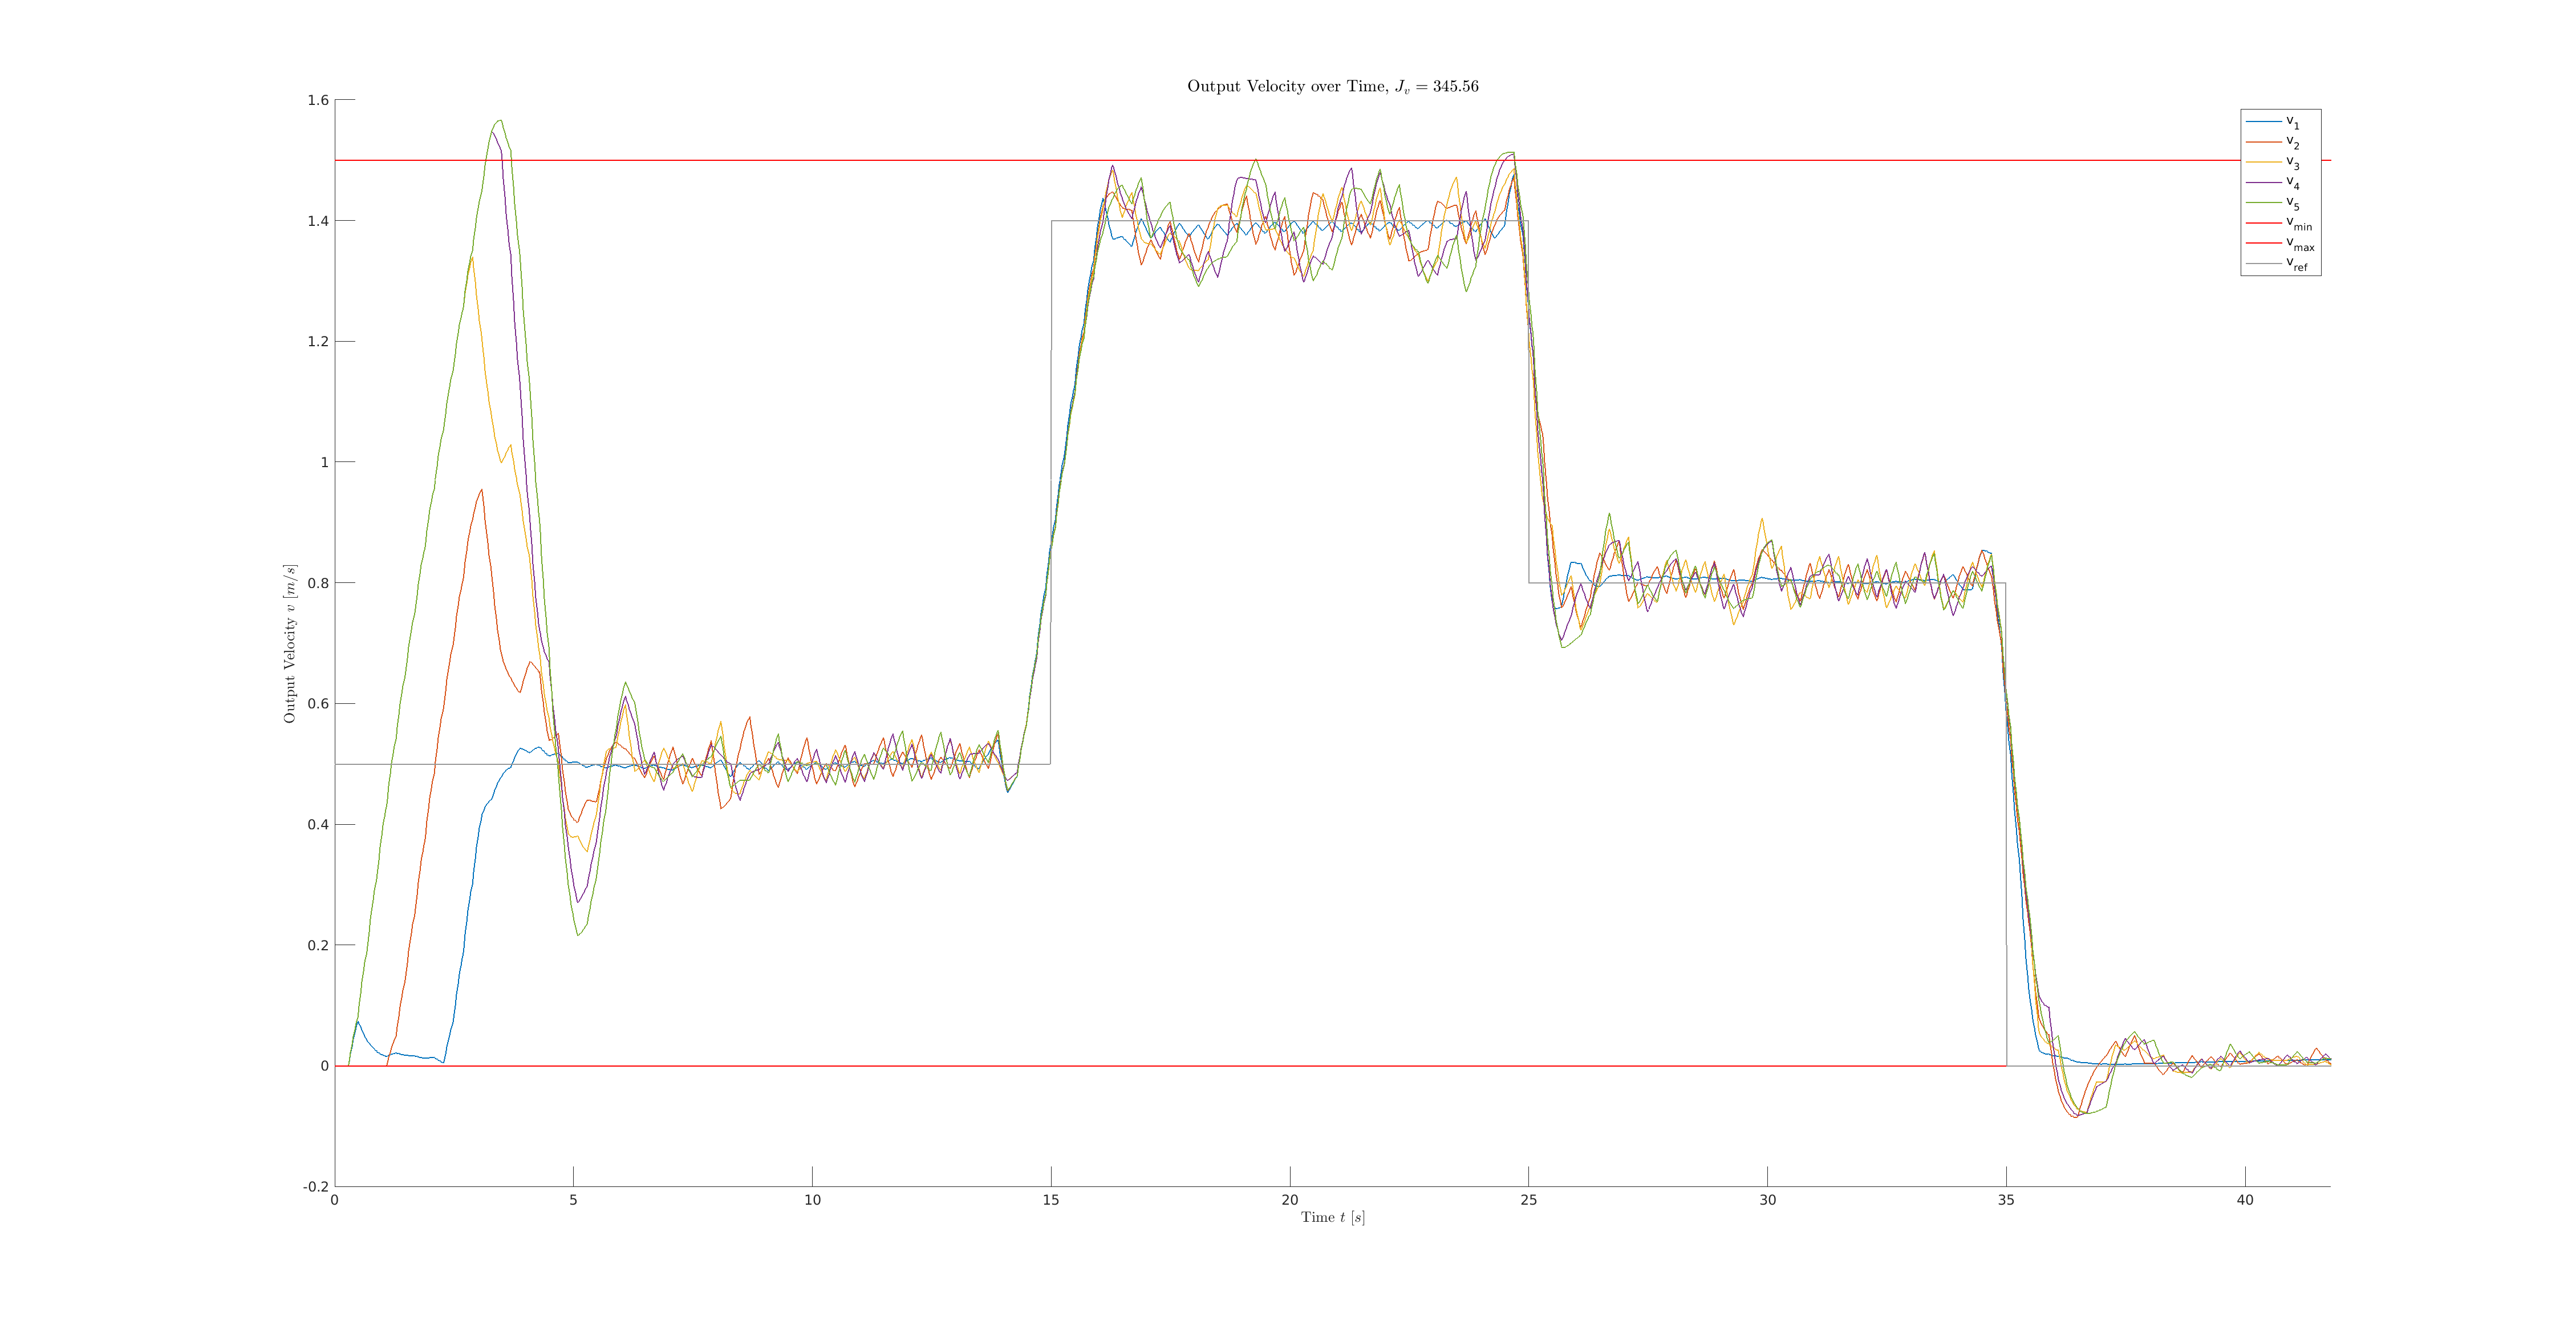 Output Velocity over Time, J_v = 345.56
v_1
v_2
v_3
v_4
v_5
v_min
v_max
v_ref
Output Velocity v [m/s]
1.6
1.4
1.2
1
0.8
0.6
0.4
0.2
0
-0.2
0 5 10 15 20 25 30 35 40
Time t [s]